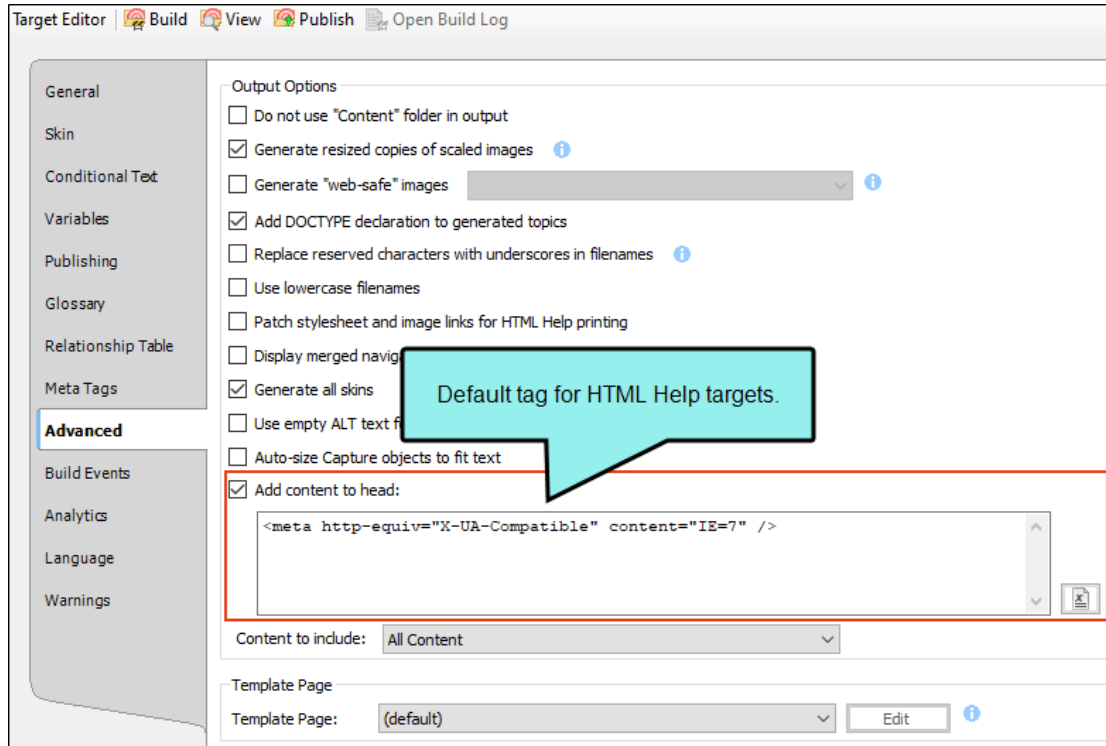 Target Editor Build View Publish Open Build Log
General
Skin
Conditional Text
Variables
Publishing
Glossary
Relationship Table
Meta Tags
Advanced
Build Events
Analytics
Language
Warnings
Output Options
Do not use "Content" folder in output
Generate resized copies of scaled images
Generate "web-safe" images
Add DOCTYPE declaration to generated topics
Replace reserved characters with underscores in filenames
Use lowercase filenames
Patch stylesheet and image links for HTML Help printing
Display merged
Default tag for HTML Help targets.
Generate all skins
Use empty ALT text
Auto-size Capture objects to fit text
Add content to head:
<meta http-equiv="X-UA-Compatible" content="IE=7" />
Content to include: All Content
Template Page
Template Page: (default) Edit